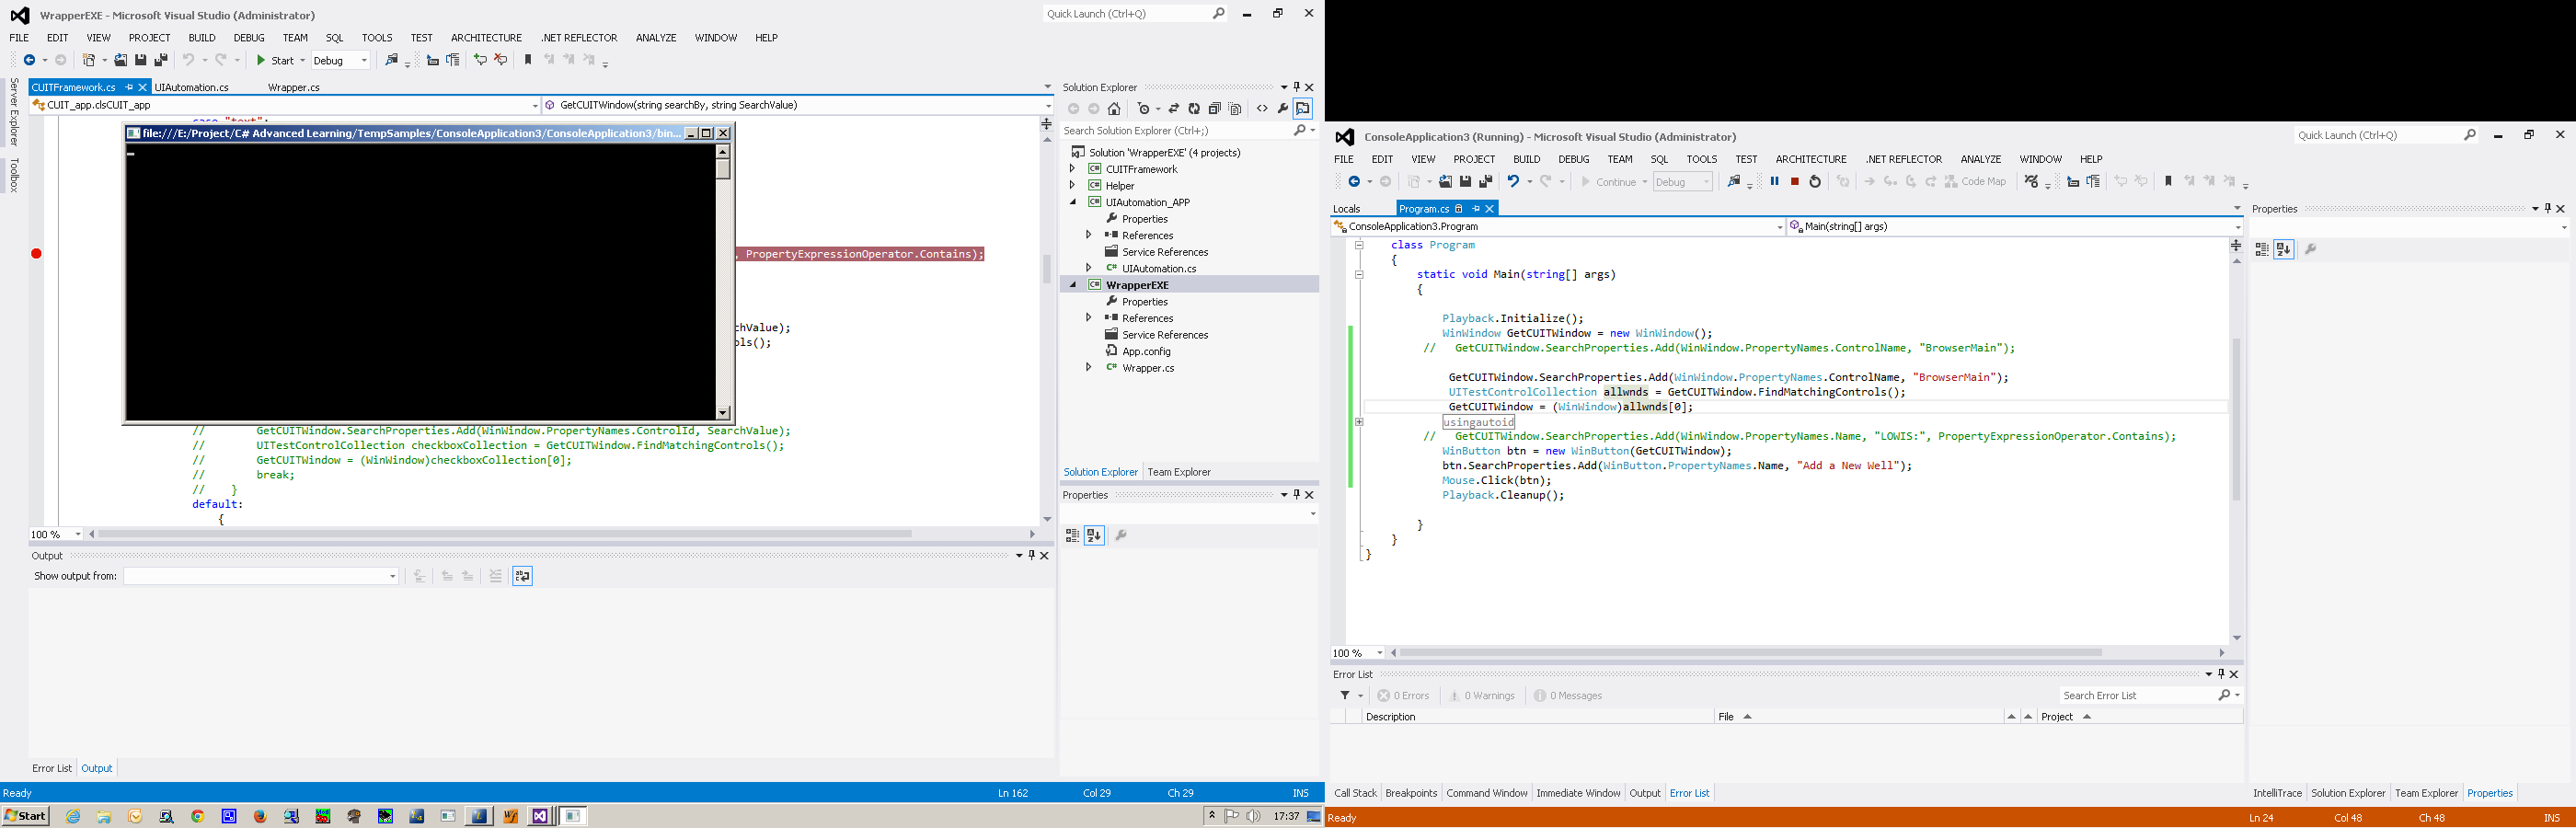 WrapperEXE - Microsoft Visual Studio (Administrator)
Quick Launch (Ctrl+Q)
FILE EDIT VIEW PROJECT BUILD DEBUG TEAM SQL TOOLS TEST ARCHITECTURE .NET REFLECTOR ANALYZE WINDOW HELP
Start Debug
Server Explorer
Toolbox
CUITFramework.cs UIAutomation.cs Wrapper.cs
CUIT_app.clsCUIT_app GetCUITWindow(string searchBy, string SearchValue)
case "text":
file:///E:/Project/C# Advanced Learning/TempSamples/ConsoleApplication3/ConsoleApplication3/bin...
, PropertyExpressionOperator.Contains);
chValue);
ols();
// GetCUITWindow.SearchProperties.Add(WinWindow.PropertyNames.ControlId, SearchValue);
// UITestControlCollection checkboxCollection = GetCUITWindow.FindMatchingControls();
// GetCUITWindow = (WinWindow)checkboxCollection[0];
// break;
// }
default:
{
100 %
Output
Show output from:
Error List Output
Ready Ln 162 Col 29 Ch 29 INS
Start 17:37
Solution Explorer
Search Solution Explorer (Ctrl+;)
Solution 'WrapperEXE' (4 projects)
CUITFramework
Helper
UIAutomation_APP
Properties
References
Service References
UIAutomation.cs
WrapperEXE
Properties
References
Service References
App.config
Wrapper.cs
Solution Explorer Team Explorer
Properties
ConsoleApplication3 (Running) - Microsoft Visual Studio (Administrator)
Quick Launch (Ctrl+Q)
FILE EDIT VIEW PROJECT BUILD DEBUG TEAM SQL TOOLS TEST ARCHITECTURE .NET REFLECTOR ANALYZE WINDOW HELP
Continue Debug Code Map
Locals Program.cs
ConsoleApplication3.Program Main(string[] args)
class Program
{
static void Main(string[] args)
{
Playback.Initialize();
WinWindow GetCUITWindow = new WinWindow();
// GetCUITWindow.SearchProperties.Add(WinWindow.PropertyNames.ControlName, "BrowserMain");
GetCUITWindow.SearchProperties.Add(WinWindow.PropertyNames.ControlName, "BrowserMain");
UITestControlCollection allwnds = GetCUITWindow.FindMatchingControls();
GetCUITWindow = (WinWindow)allwnds[0];
usingautoid
// GetCUITWindow.SearchProperties.Add(WinWindow.PropertyNames.Name, "LOWIS:", PropertyExpressionOperator.Contains);
WinButton btn = new WinButton(GetCUITWindow);
btn.SearchProperties.Add(WinButton.PropertyNames.Name, "Add a New Well");
Mouse.Click(btn);
Playback.Cleanup();
}
}
}
100 %
Error List
0 Errors 0 Warnings 0 Messages
Search Error List
Description File Project
Call Stack Breakpoints Command Window Immediate Window Output Error List
Properties
IntelliTrace Solution Explorer Team Explorer Properties
Ready Ln 24 Col 48 Ch 48 INS